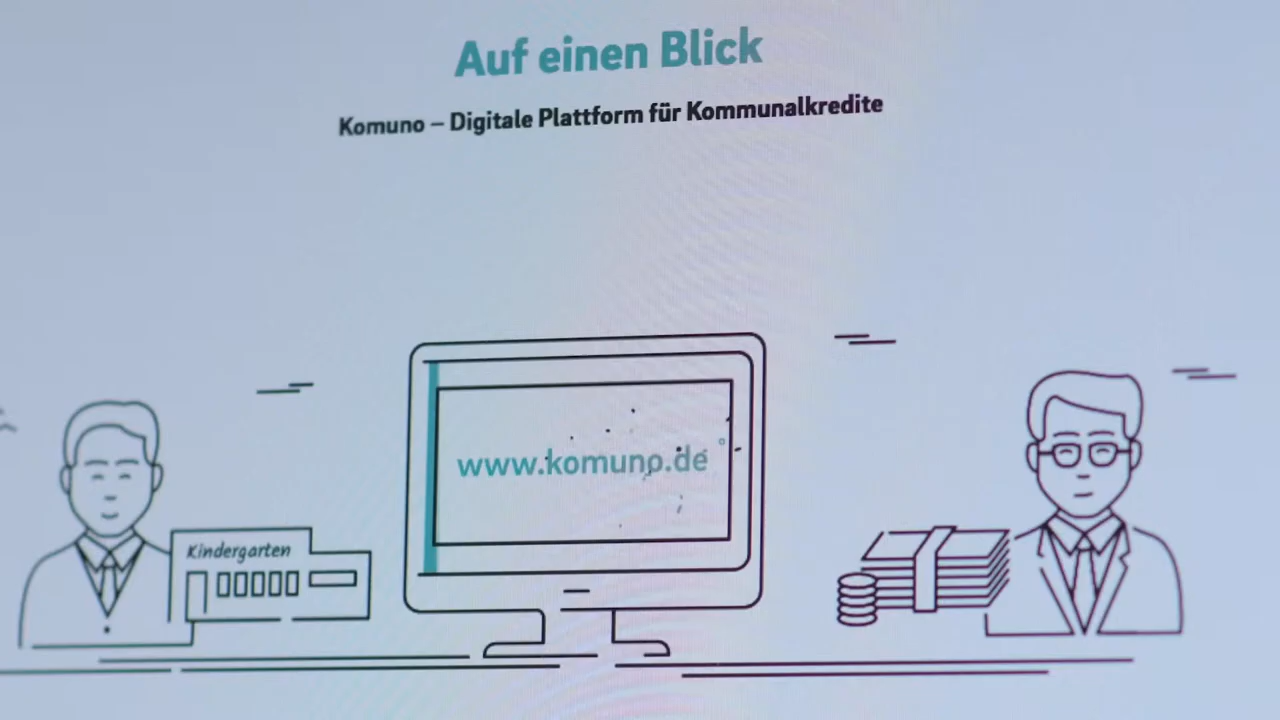 Auf einen Blick
Komuno – Digitale Plattform für Kommunalkredite
www.komuno.de
Kindergarten